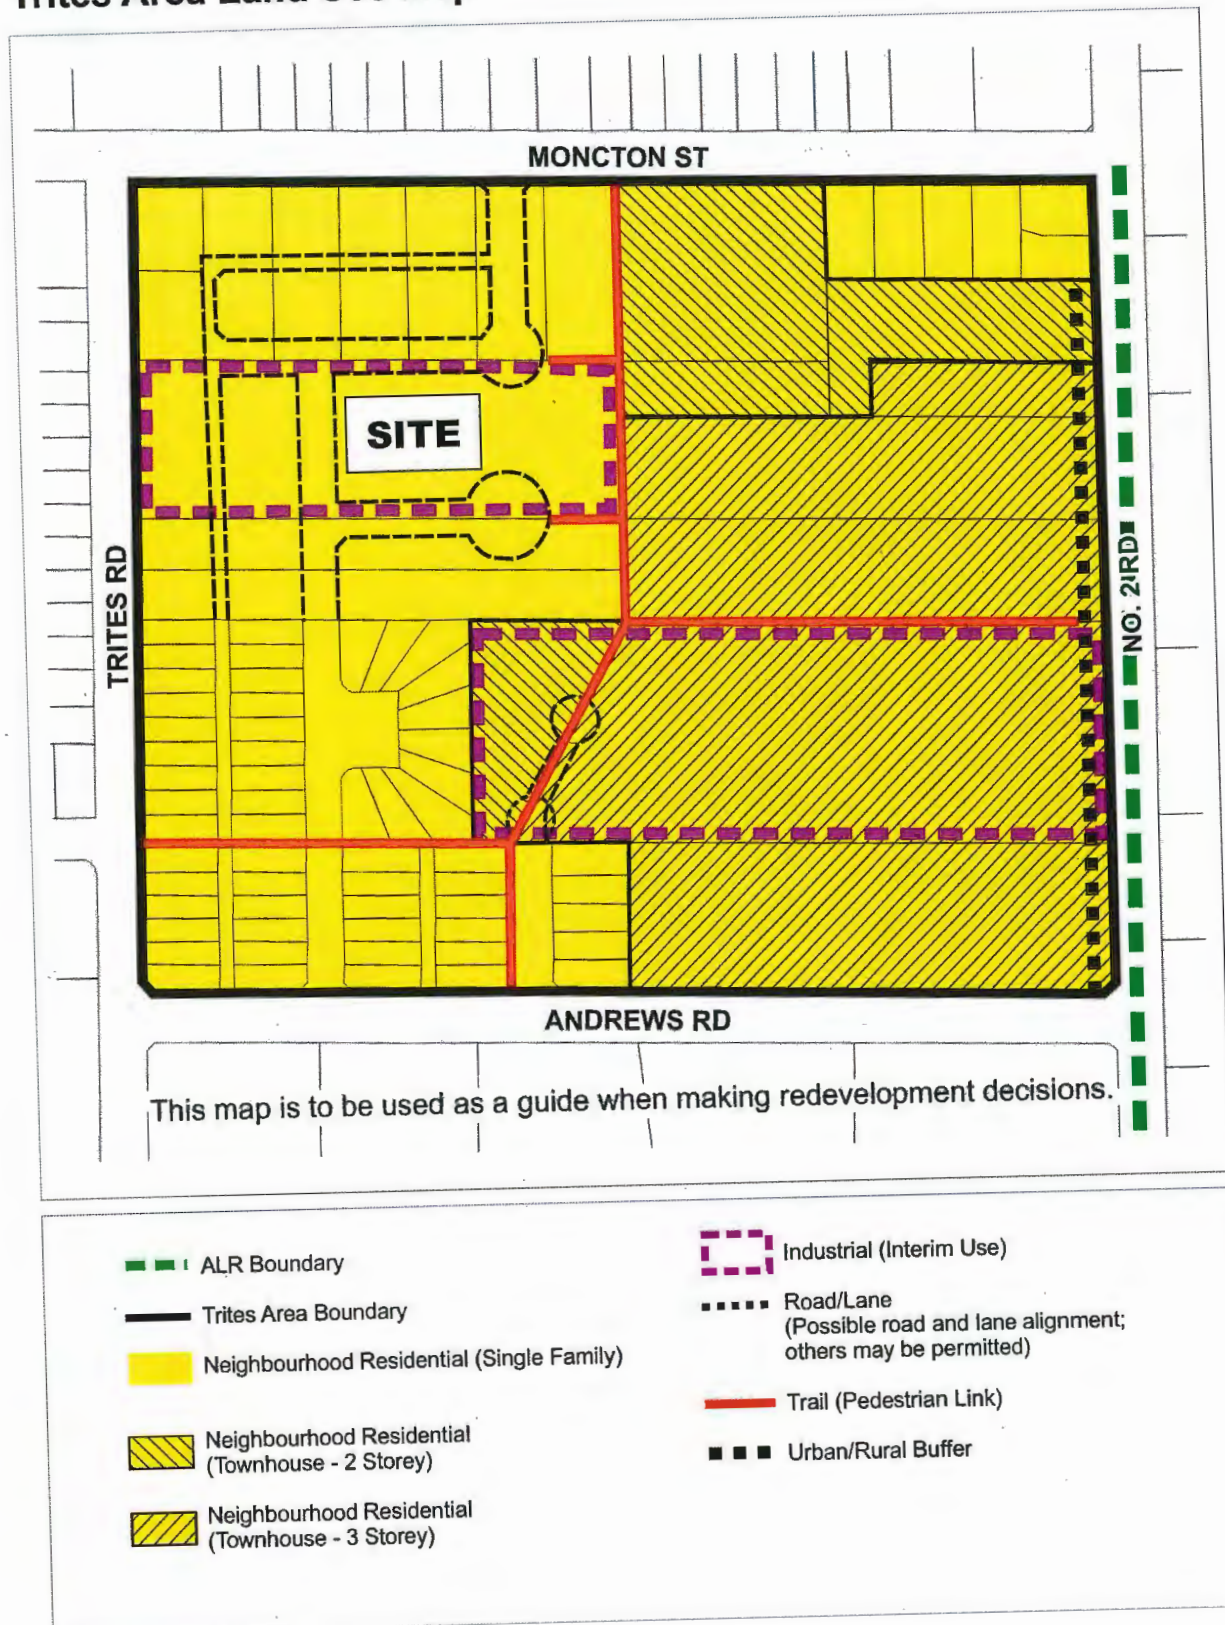 MONCTON ST
SITE
TRITES RD
NO. 2 RD
ANDREWS RD
This map is to be used as a guide when making redevelopment decisions.
ALR Boundary
Trites Area Boundary
Neighbourhood Residential (Single Family)
Neighbourhood Residential
(Townhouse - 2 Storey)
Neighbourhood Residential
(Townhouse - 3 Storey)
Industrial (Interim Use)
Road/Lane
(Possible road and lane alignment;
others may be permitted)
Trail (Pedestrian Link)
Urban/Rural Buffer